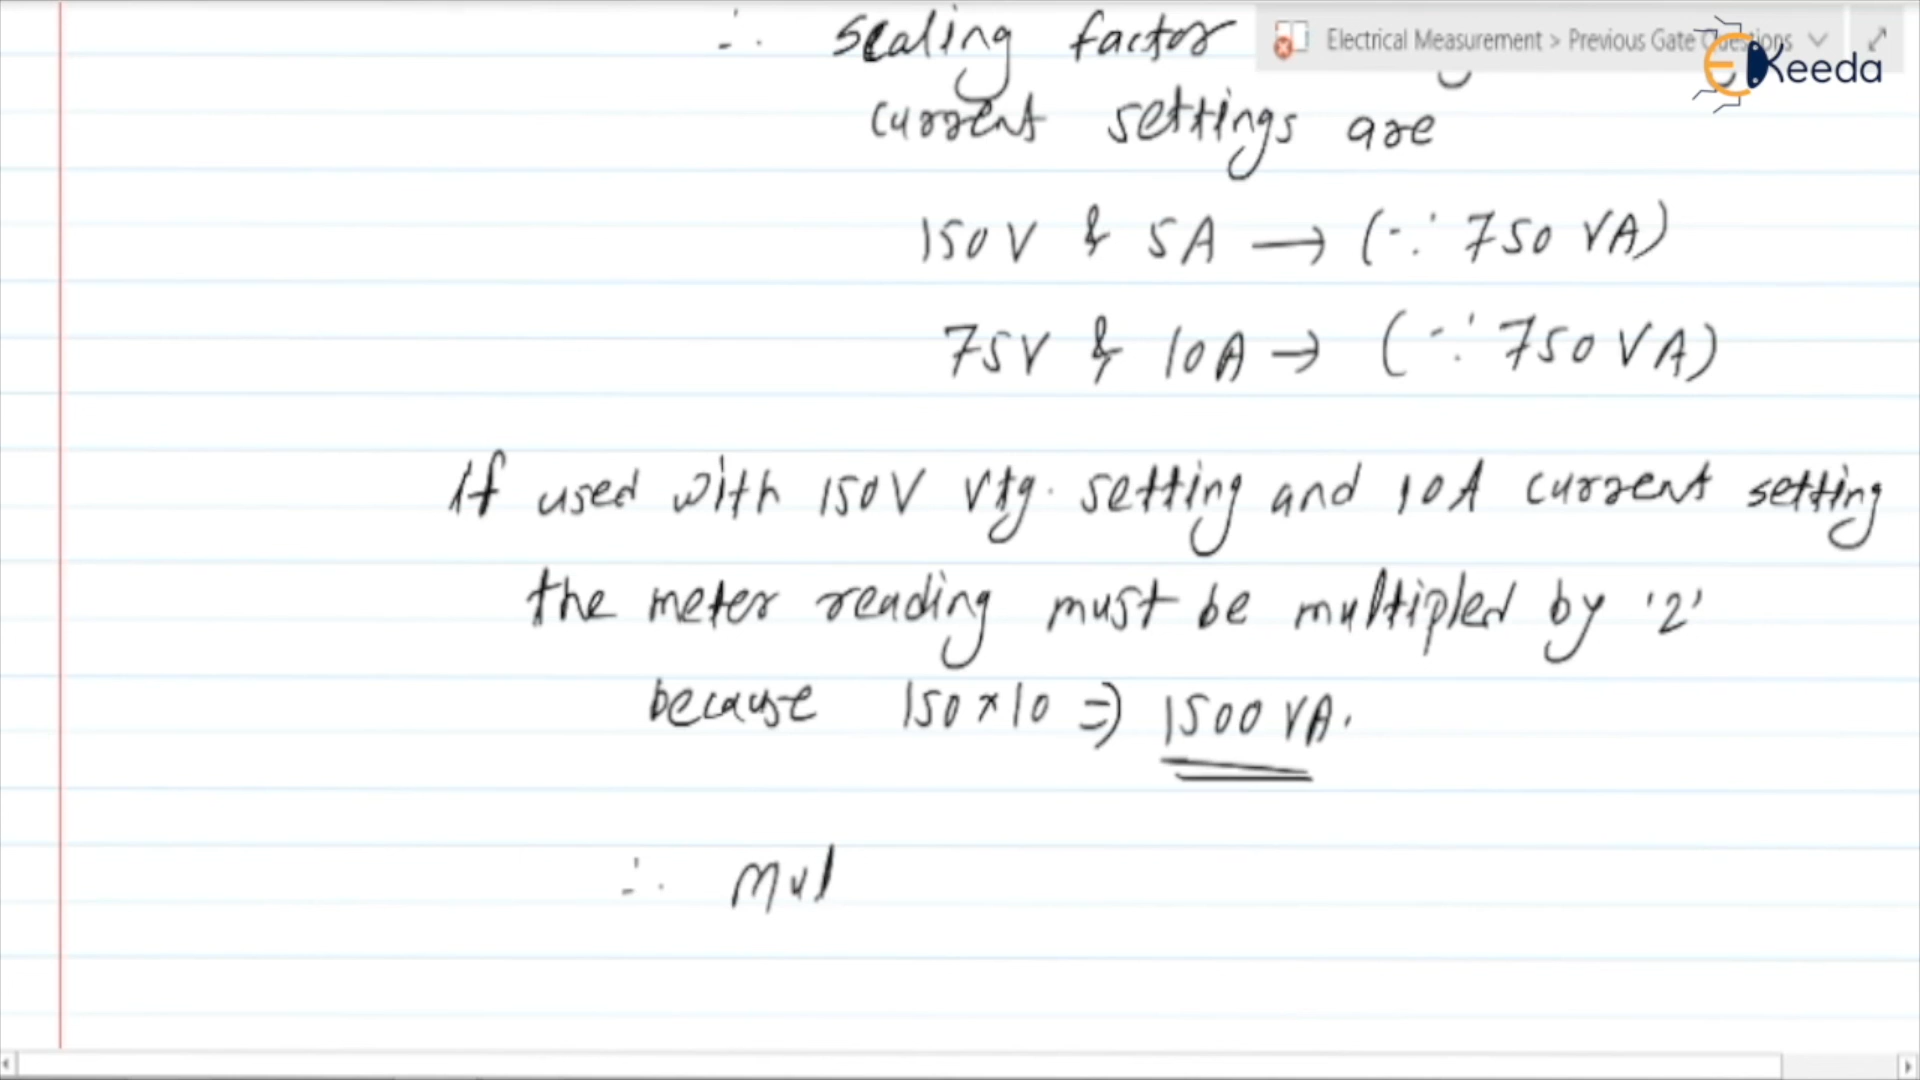 ∴ scaling factor
Electrical Measurement > Previous Gate Questions
EKeeda
current settings are
150V & 5A → (∵ 750 VA)
75V & 10A → (∵ 750 VA)
If used with 150V Vtg. setting and 10A current setting
the meter reading must be multipled by '2'
because 150 x 10 ⇒ 1500 VA.
∴ mul